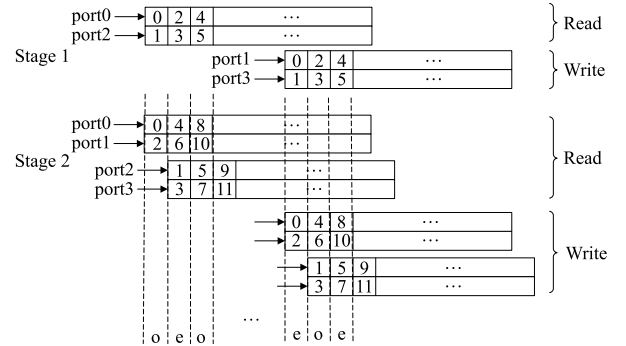 port0 0 2 4 ... Read
port2 1 3 5
Stage 1
port1 0 2 4 ... Write
port3 1 3 5
port0 0 4 8 ...
port1 2 6 10 ...
Stage 2 Read
port2 1 5 9 ...
port3 3 7 11 ...
0 4 8 ...
2 6 10 ...
Write
1 5 9 ...
3 7 11 ...
...
o e o e o e